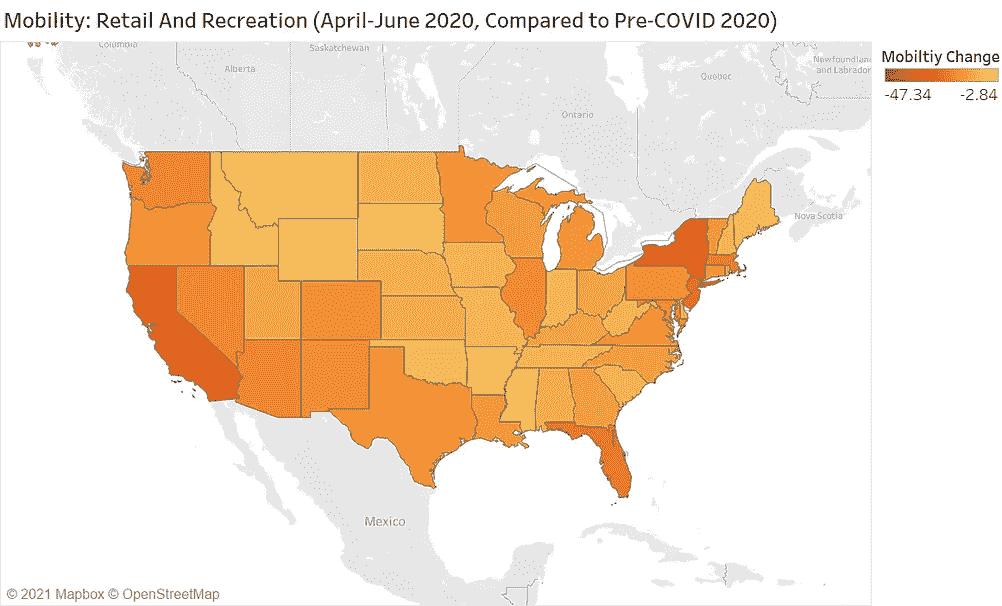 Mobility: Retail And Recreation (April-June 2020, Compared to Pre-COVID 2020)
Columbia
Saskatchewan
Alberta
Newfoundland
and Labrador
Quebec
Ontario
Nova Scotia
Mexico
© 2021 Mapbox © OpenStreetMap
Mobiltiy Change
-47.34 -2.84